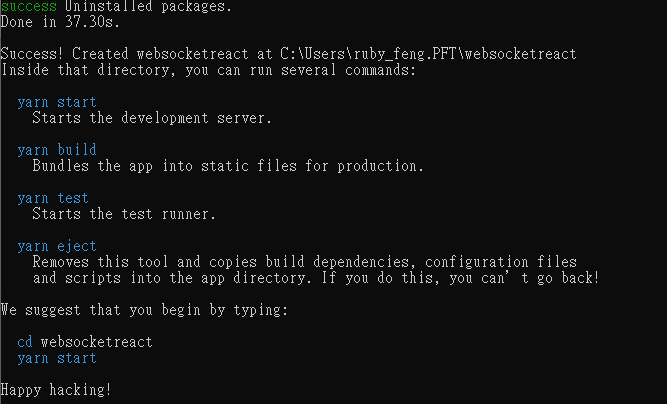 success Uninstalled packages.
Done in 37.30s.
Success! Created websocketreact at C:\Users\ruby_feng.PFT\websocketreact
Inside that directory, you can run several commands:
yarn start
Starts the development server.
yarn build
Bundles the app into static files for production.
yarn test
Starts the test runner.
yarn eject
Removes this tool and copies build dependencies, configuration files
and scripts into the app directory. If you do this, you can’t go back!
We suggest that you begin by typing:
cd websocketreact
yarn start
Happy hacking!